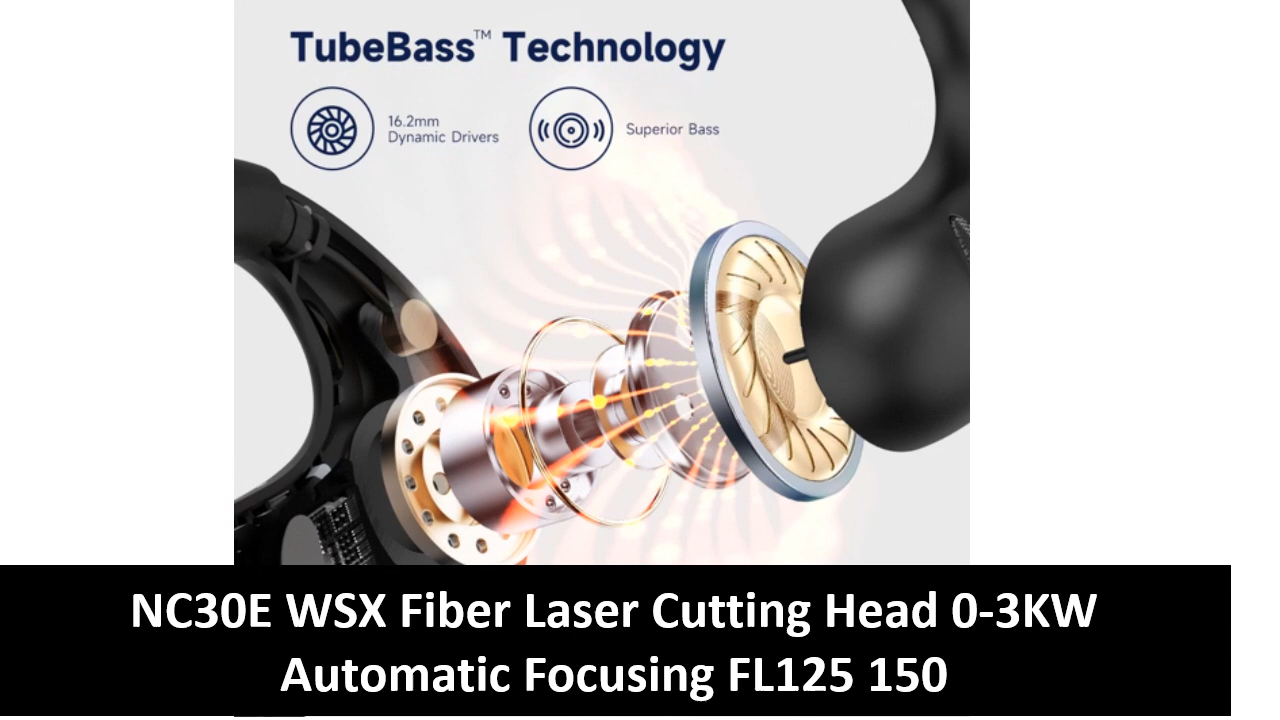 TubeBass™ Technology
16.2mm
Dynamic Drivers
Superior Bass
NC30E WSX Fiber Laser Cutting Head 0-3KW
Automatic Focusing FL125 150